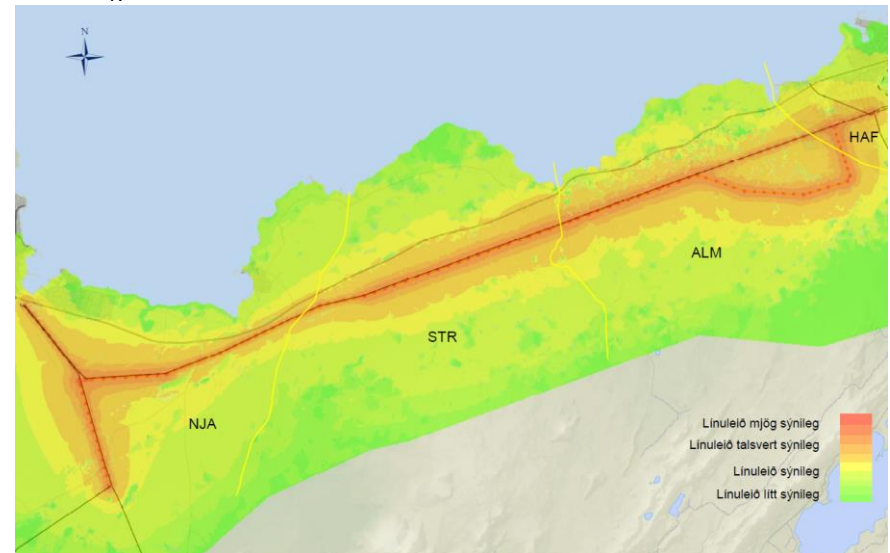 N
HAF
ALM
STR
NJA
Línuleið mjög sýnileg
Línuleið talsvert sýnileg
Línuleið sýnileg
Línuleið lítt sýnileg